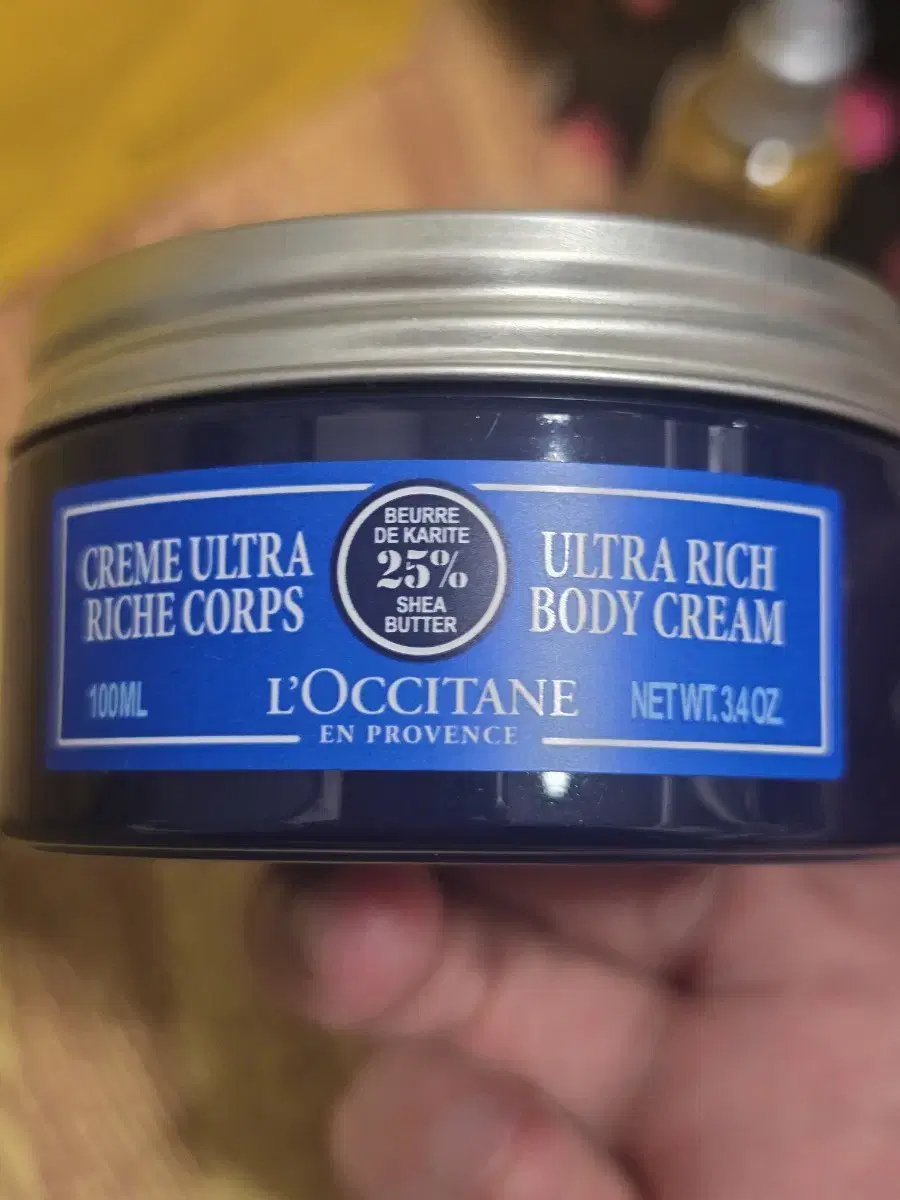 CREME ULTRA
RICHE CORPS
100ML
BEURRE
DE KARITE
25%
SHEA
BUTTER
ULTRA RICH
BODY CREAM
NET WT. 3.4 OZ.
L'OCCITANE
EN PROVENCE